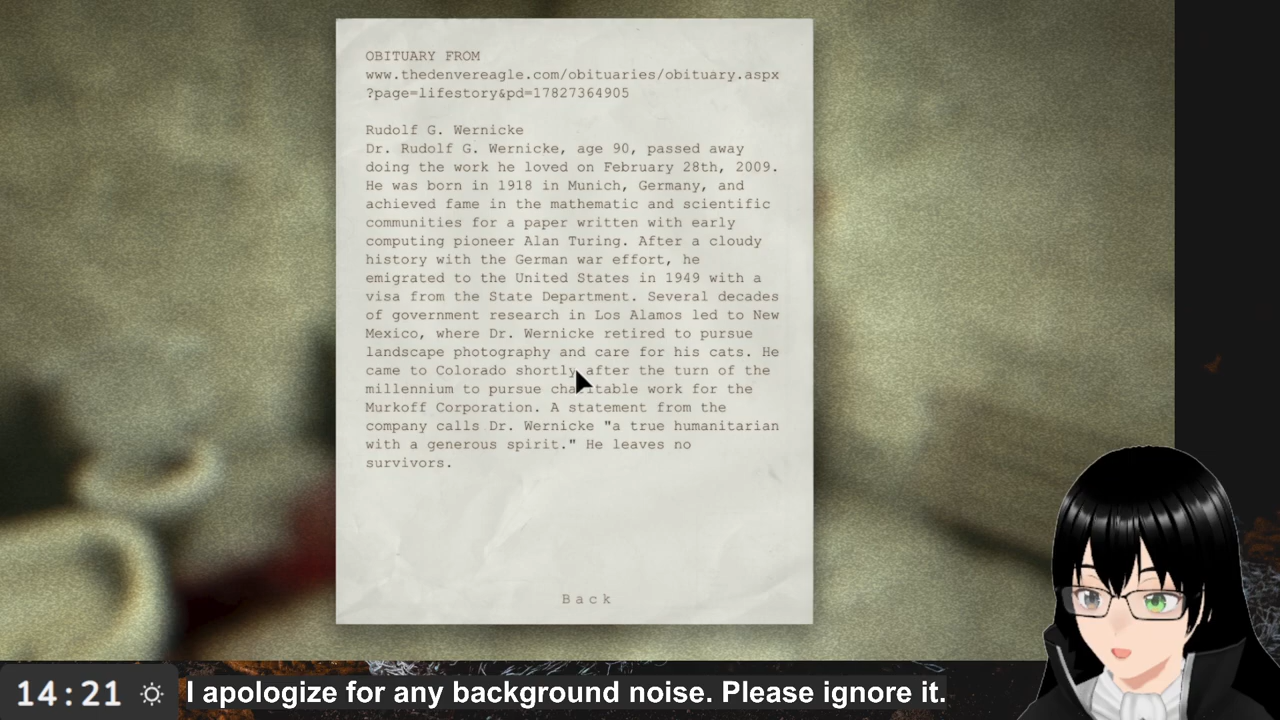 OBITUARY FROM
www.thedenvereagle.com/obituaries/obituary.aspx
?page=lifestory&pd=17827364905
Rudolf G. Wernicke
Dr. Rudolf G. Wernicke, age 90, passed away
doing the work he loved on February 28th, 2009.
He was born in 1918 in Munich, Germany, and
achieved fame in the mathematic and scientific
communities for a paper written with early
computing pioneer Alan Turing. After a cloudy
history with the German war effort, he
emigrated to the United States in 1949 with a
visa from the State Department. Several decades
of government research in Los Alamos led to New
Mexico, where Dr. Wernicke retired to pursue
landscape photography and care for his cats. He
came to Colorado shortly after the turn of the
millennium to pursue charitable work for the
Murkoff Corporation. A statement from the
company calls Dr. Wernicke "a true humanitarian
with a generous spirit." He leaves no
survivors.
Back
14:21
I apologize for any background noise. Please ignore it.